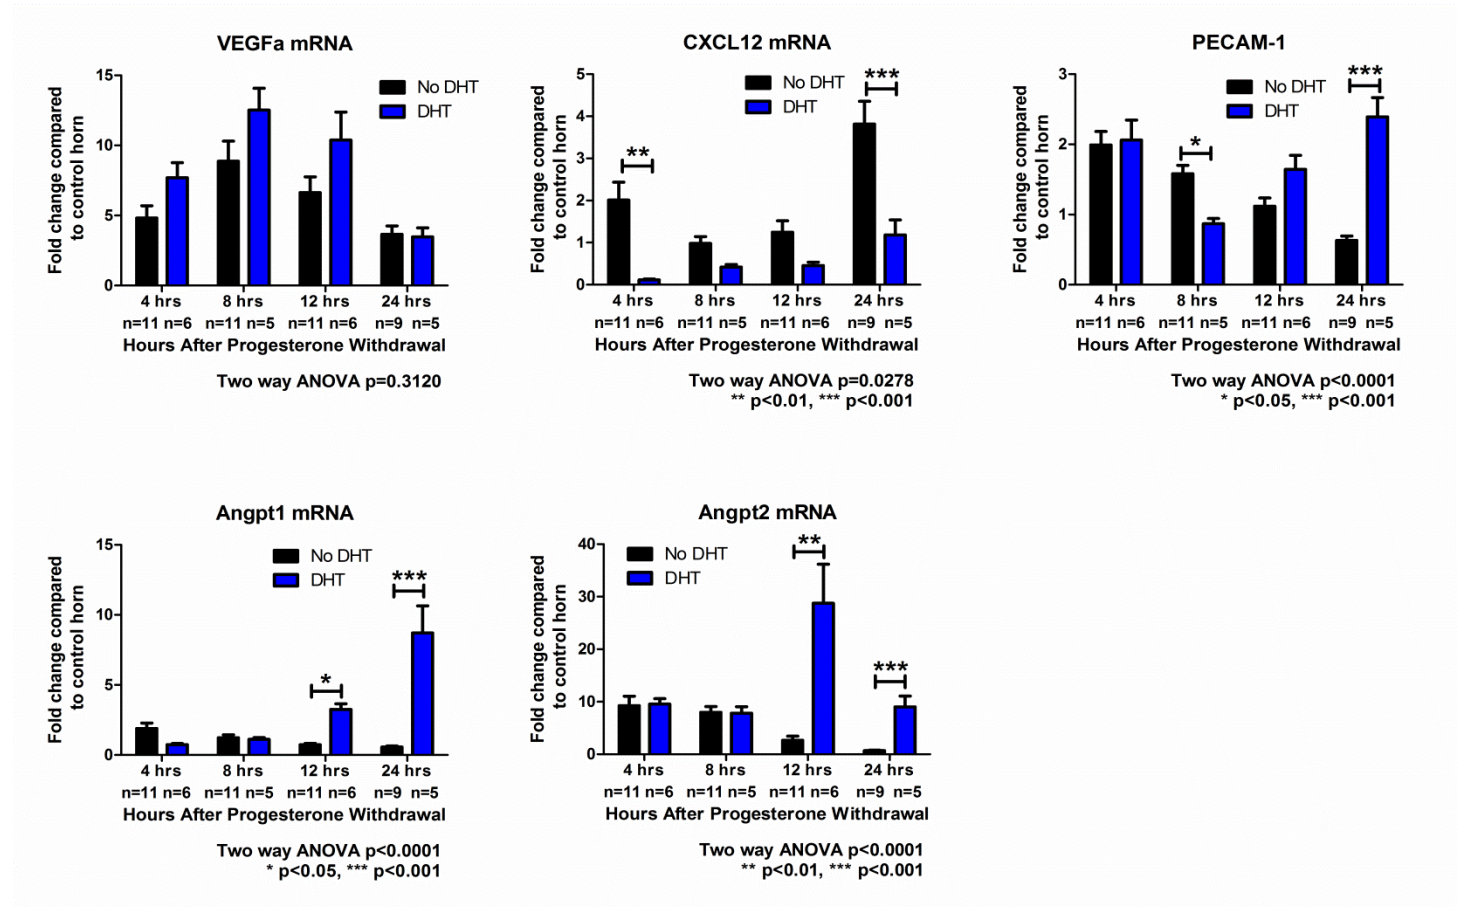 VEGFa mRNA
15
10
5
0
Fold change compared
to control horn
No DHT
DHT
4 hrs 8 hrs 12 hrs 24 hrs
n=11 n=6 n=11 n=5 n=11 n=6 n=9 n=5
Hours After Progesterone Withdrawal
Two way ANOVA p=0.3120
CXCL12 mRNA
5
4
3
2
1
0
Fold change compared
to control horn
No DHT
DHT
**
***
4 hrs 8 hrs 12 hrs 24 hrs
n=11 n=6 n=11 n=5 n=11 n=6 n=9 n=5
Hours After Progesterone Withdrawal
Two way ANOVA p=0.0278
** p<0.01, *** p<0.001
PECAM-1
3
2
1
0
Fold change compared
to control horn
No DHT
DHT
*
***
4 hrs 8 hrs 12 hrs 24 hrs
n=11 n=6 n=11 n=5 n=11 n=6 n=9 n=5
Hours After Progesterone Withdrawal
Two way ANOVA p<0.0001
* p<0.05, *** p<0.001
Angpt1 mRNA
15
10
5
0
Fold change compared
to control horn
No DHT
DHT
*
***
4 hrs 8 hrs 12 hrs 24 hrs
n=11 n=6 n=11 n=5 n=11 n=6 n=9 n=5
Hours After Progesterone Withdrawal
Two way ANOVA p<0.0001
* p<0.05, *** p<0.001
Angpt2 mRNA
40
30
20
10
0
Fold change compared
to control horn
No DHT
DHT
**
***
4 hrs 8 hrs 12 hrs 24 hrs
n=11 n=6 n=11 n=5 n=11 n=6 n=9 n=5
Hours After Progesterone Withdrawal
Two way ANOVA p<0.0001
** p<0.01, *** p<0.001